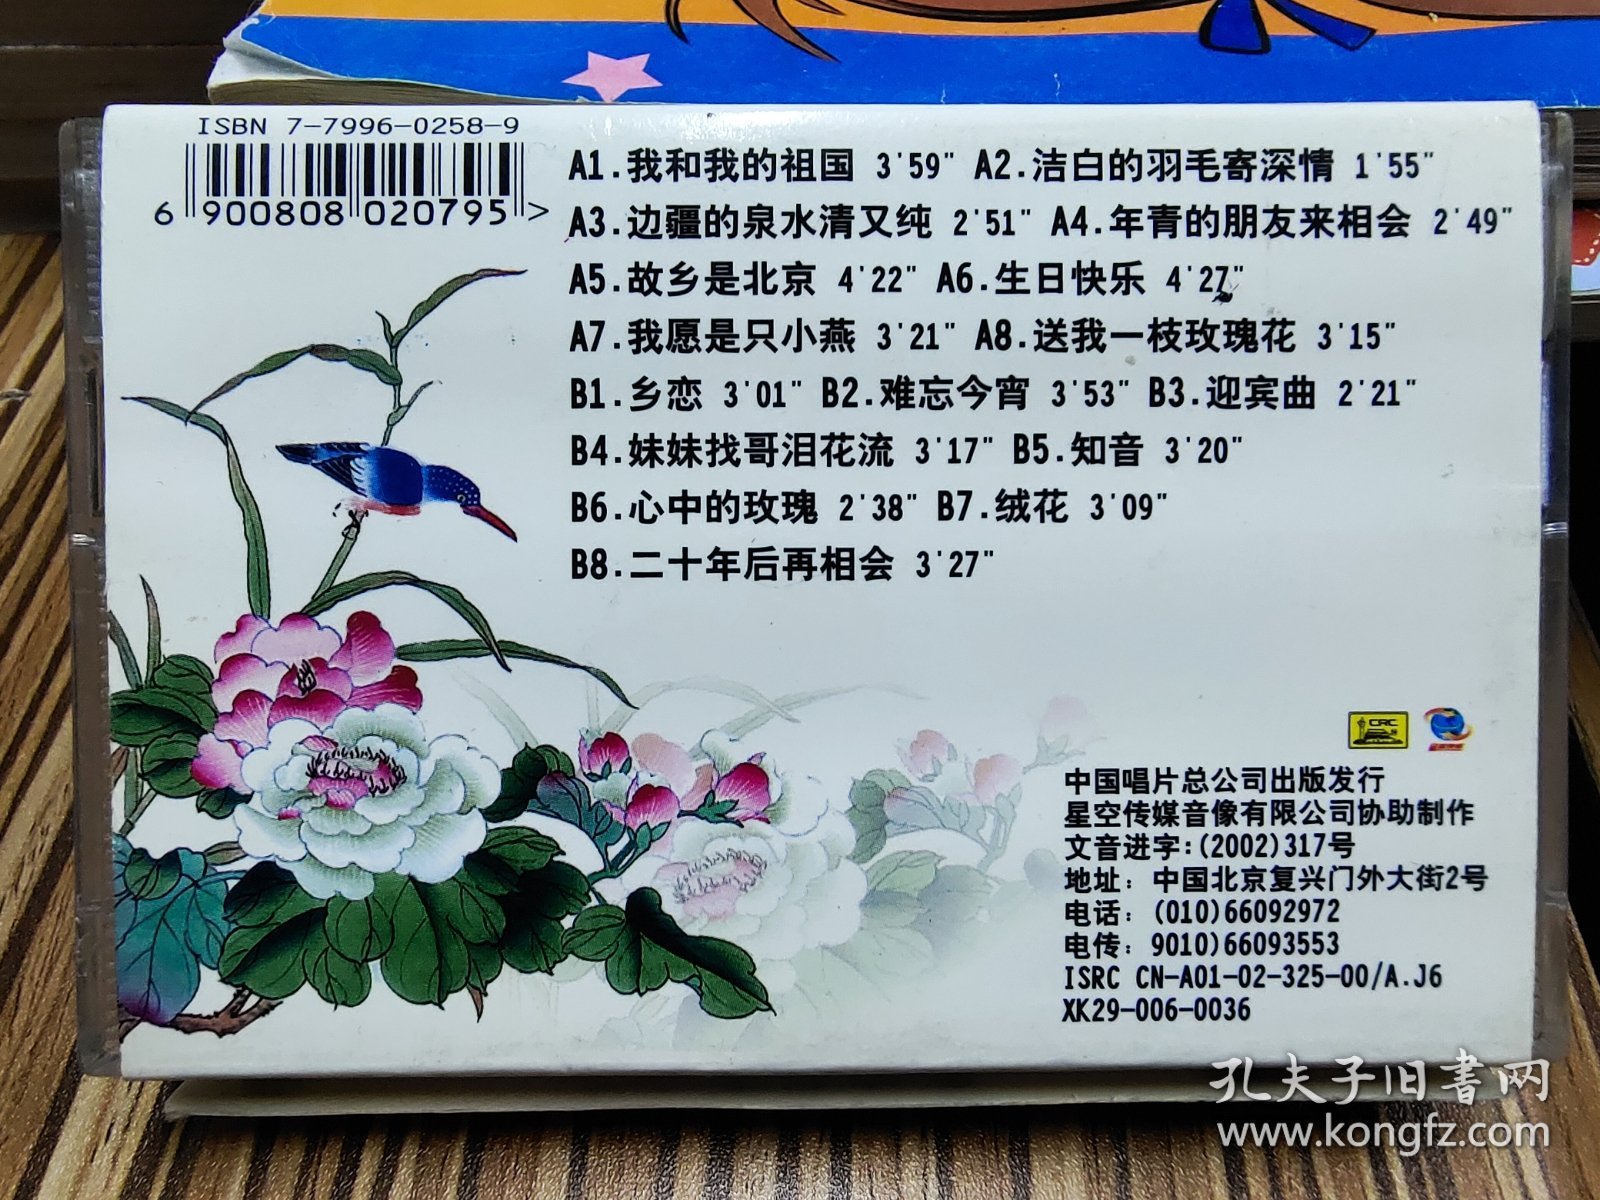 ISBN 7-7996-0258-9
6 900808 020795 >
A1.我和我的祖国 3'59" A2.洁白的羽毛寄深情 1'55"
A3.边疆的泉水清又纯 2'51" A4.年青的朋友来相会 2'49"
A5.故乡是北京 4'22" A6.生日快乐 4'27"
A7.我愿是只小燕 3'21" A8.送我一枝玫瑰花 3'15"
B1.乡恋 3'01" B2.难忘今宵 3'53" B3.迎宾曲 2'21"
B4.妹妹找哥泪花流 3'17" B5.知音 3'20"
B6.心中的玫瑰 2'38" B7.绒花 3'09"
B8.二十年后再相会 3'27"
CRC
中国唱片总公司出版发行
星空传媒音像有限公司协助制作
文音进字:(2002)317号
地址: 中国北京复兴门外大街2号
电话: (010)66092972
电传: 9010)66093553
ISRC CN-A01-02-325-00/A.J6
XK29-006-0036
孔夫子旧書网
www.kongfz.com